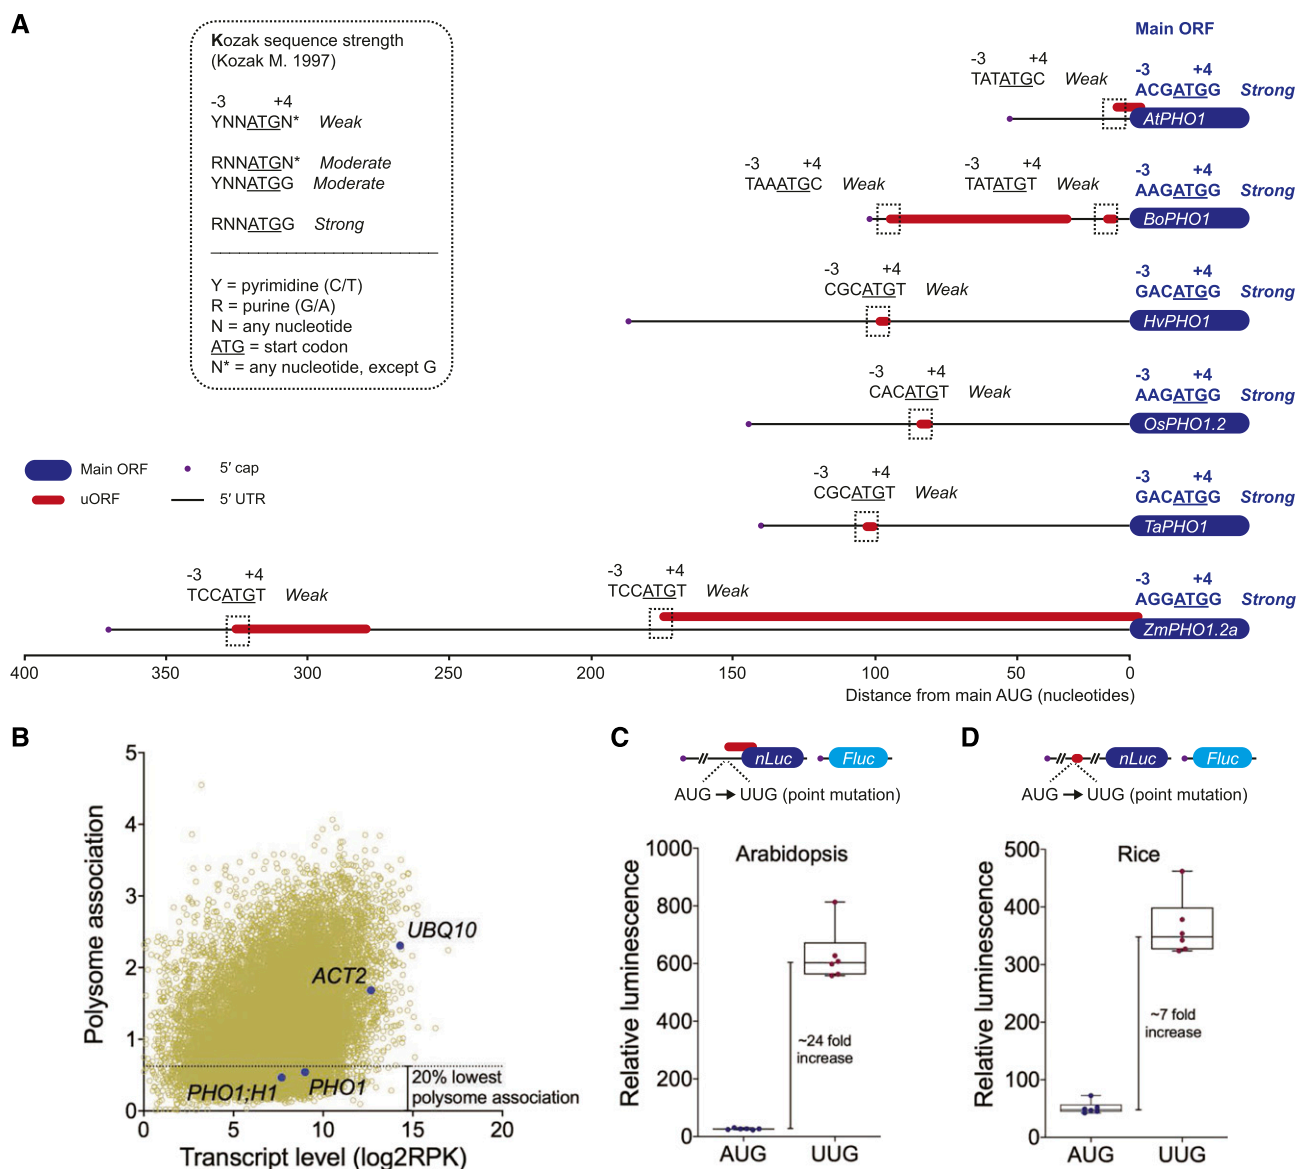 A
Kozak sequence strength
(Kozak M. 1997)
-3 +4
YNNATGN* Weak
RNNATGN* Moderate
YNNATGG Moderate
RNNATGG Strong
Y = pyrimidine (C/T)
R = purine (G/A)
N = any nucleotide
ATG = start codon
N* = any nucleotide, except G
Main ORF
5′ cap
uORF
5′ UTR
Main ORF
-3 +4
TATATGC Weak
-3 +4
ACGATGG Strong
AtPHO1
-3 +4
TAAATGC Weak
-3 +4
TATATGT Weak
-3 +4
AAGATGG Strong
BoPHO1
-3 +4
CGCATGT Weak
-3 +4
GACATGG Strong
HvPHO1
-3 +4
CACATGT Weak
-3 +4
AAGATGG Strong
OsPHO1.2
-3 +4
CGCATGT Weak
-3 +4
GACATGG Strong
TaPHO1
-3 +4
TCCATGT Weak
-3 +4
TCCATGT Weak
-3 +4
AGGATGG Strong
ZmPHO1.2a
400 350 300 250 200 150 100 50 0
Distance from main AUG (nucleotides)
B
Polysome association
5
4
3
2
1
0
UBQ10
ACT2
PHO1;H1
PHO1
20% lowest
polysome association
0 5 10 15 20
Transcript level (log2RPK)
C
nLuc
Fluc
AUG → UUG (point mutation)
Arabidopsis
Relative luminescence
1000
800
600
400
200
0
~24 fold
increase
AUG UUG
D
nLuc
Fluc
AUG → UUG (point mutation)
Rice
Relative luminescence
500
400
300
200
100
0
~7 fold
increase
AUG UUG